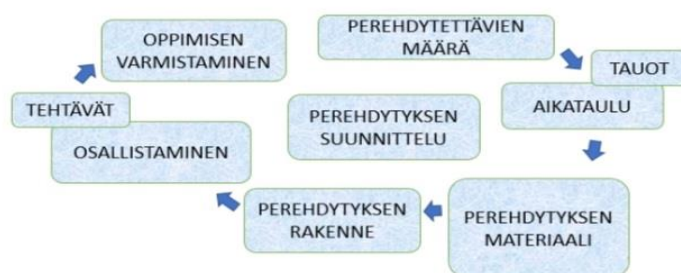 OPPIMISEN
VARMISTAMINEN
PEREHDYTETTÄVIEN
MÄÄRÄ
TAUOT
AIKATAULU
TEHTÄVÄT
OSALLISTAMINEN
PEREHDYTYKSEN
SUUNNITTELU
PEREHDYTYKSEN
RAKENNE
PEREHDYTYKSEN
MATERIAALI